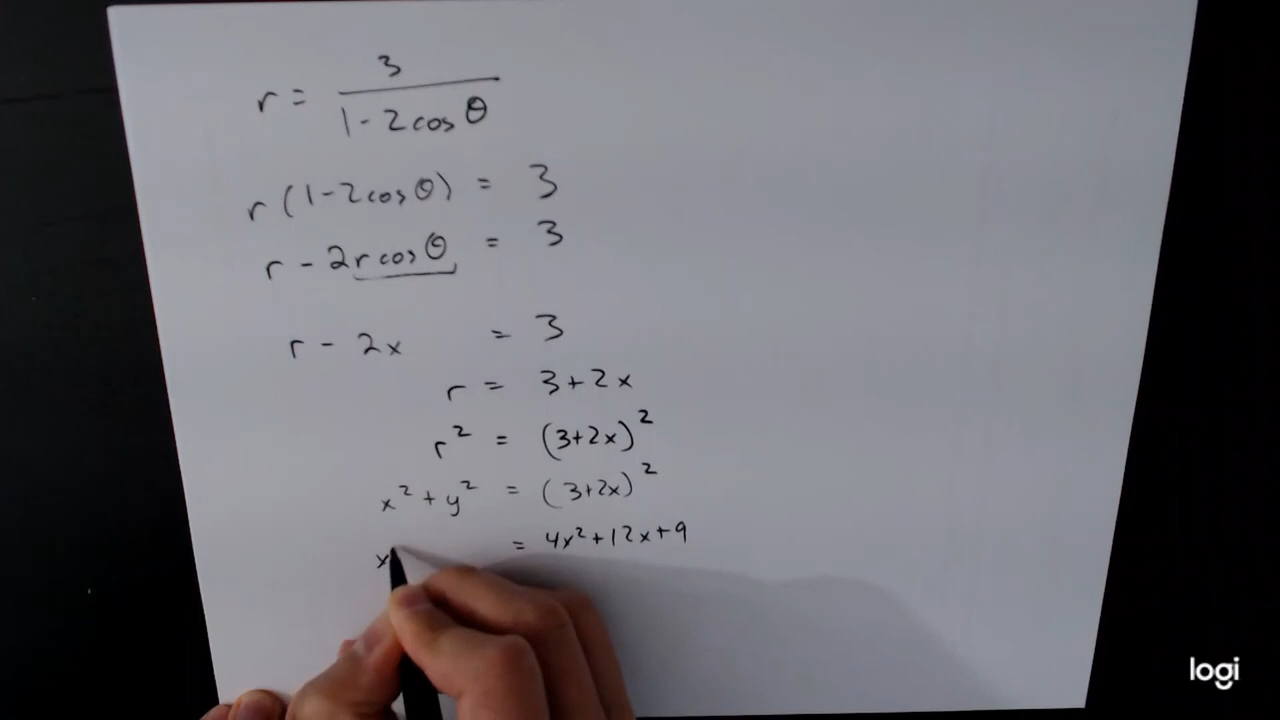 r = 3 / (1 - 2cos θ)
r (1 - 2cos θ) = 3
r - 2r cos θ = 3
r - 2x = 3
r = 3 + 2x
r² = (3+2x)²
x² + y² = (3+2x)²
x = 4x² + 12x + 9
logi